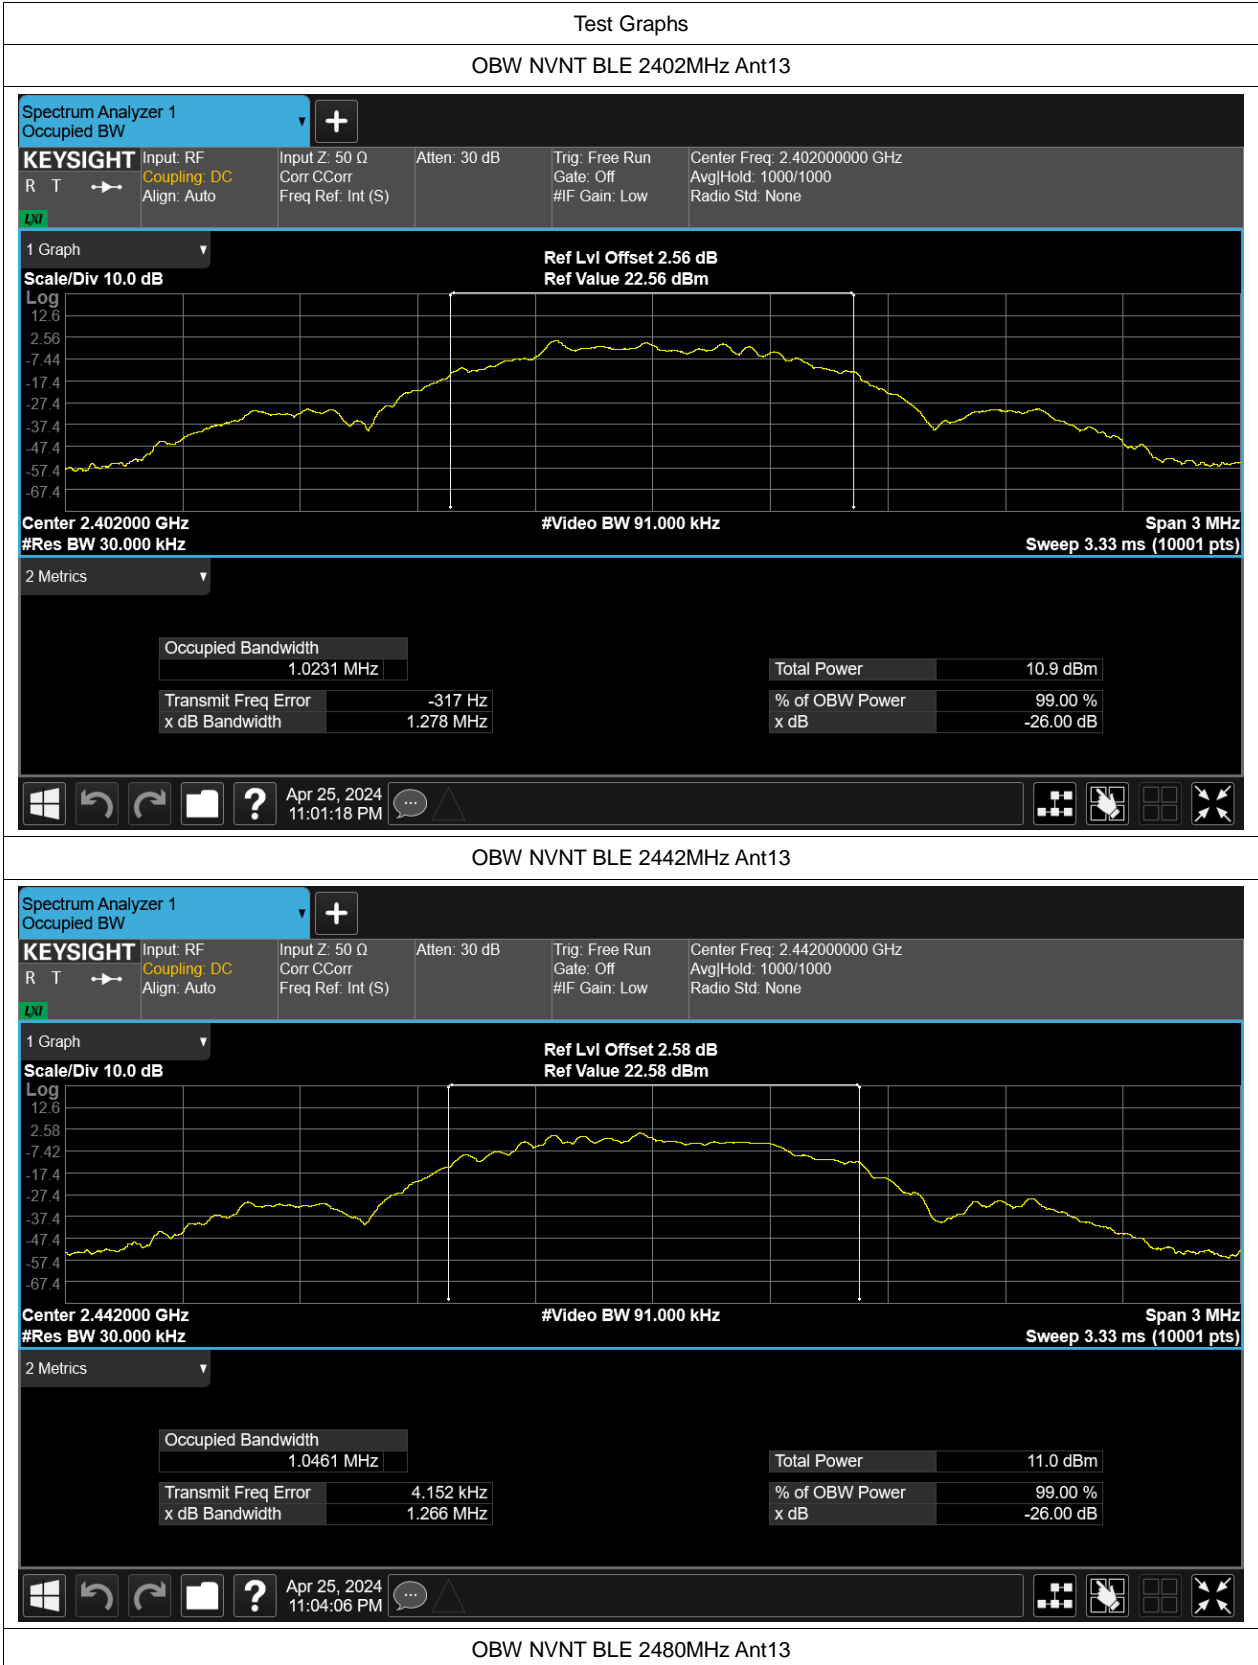 Test Graphs
OBW NVNT BLE 2402MHz Ant13
Spectrum Analyzer 1
Occupied BW
KEYSIGHT Input: RF Input Z: 50 Ω Atten: 30 dB Trig: Free Run Center Freq: 2.402000000 GHz
R T Coupling: DC Corr CCorr Gate: Off Avg|Hold: 1000/1000
Align: Auto Freq Ref: Int (S) #IF Gain: Low Radio Std: None
LXI
1 Graph
Ref Lvl Offset 2.56 dB
Scale/Div 10.0 dB Ref Value 22.56 dBm
Log
12.6
2.56
-7.44
-17.4
-27.4
-37.4
-47.4
-57.4
-67.4
Center 2.402000 GHz #Video BW 91.000 kHz Span 3 MHz
#Res BW 30.000 kHz Sweep 3.33 ms (10001 pts)
2 Metrics
Occupied Bandwidth
1.0231 MHz Total Power 10.9 dBm
Transmit Freq Error -317 Hz % of OBW Power 99.00 %
x dB Bandwidth 1.278 MHz x dB -26.00 dB
Apr 25, 2024
11:01:18 PM
OBW NVNT BLE 2442MHz Ant13
Spectrum Analyzer 1
Occupied BW
KEYSIGHT Input: RF Input Z: 50 Ω Atten: 30 dB Trig: Free Run Center Freq: 2.442000000 GHz
R T Coupling: DC Corr CCorr Gate: Off Avg|Hold: 1000/1000
Align: Auto Freq Ref: Int (S) #IF Gain: Low Radio Std: None
LXI
1 Graph
Ref Lvl Offset 2.58 dB
Scale/Div 10.0 dB Ref Value 22.58 dBm
Log
12.6
2.58
-7.42
-17.4
-27.4
-37.4
-47.4
-57.4
-67.4
Center 2.442000 GHz #Video BW 91.000 kHz Span 3 MHz
#Res BW 30.000 kHz Sweep 3.33 ms (10001 pts)
2 Metrics
Occupied Bandwidth
1.0461 MHz Total Power 11.0 dBm
Transmit Freq Error 4.152 kHz % of OBW Power 99.00 %
x dB Bandwidth 1.266 MHz x dB -26.00 dB
Apr 25, 2024
11:04:06 PM
OBW NVNT BLE 2480MHz Ant13